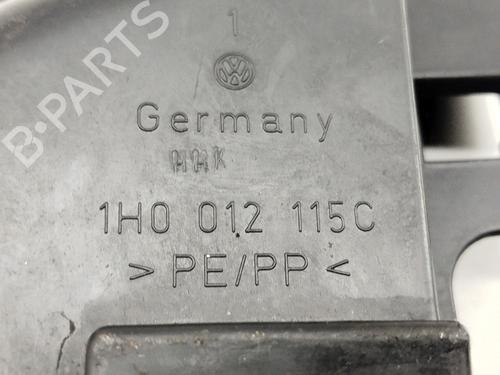 B·PARTS
1
Germany
1H0 012 115C
> PE/PP <